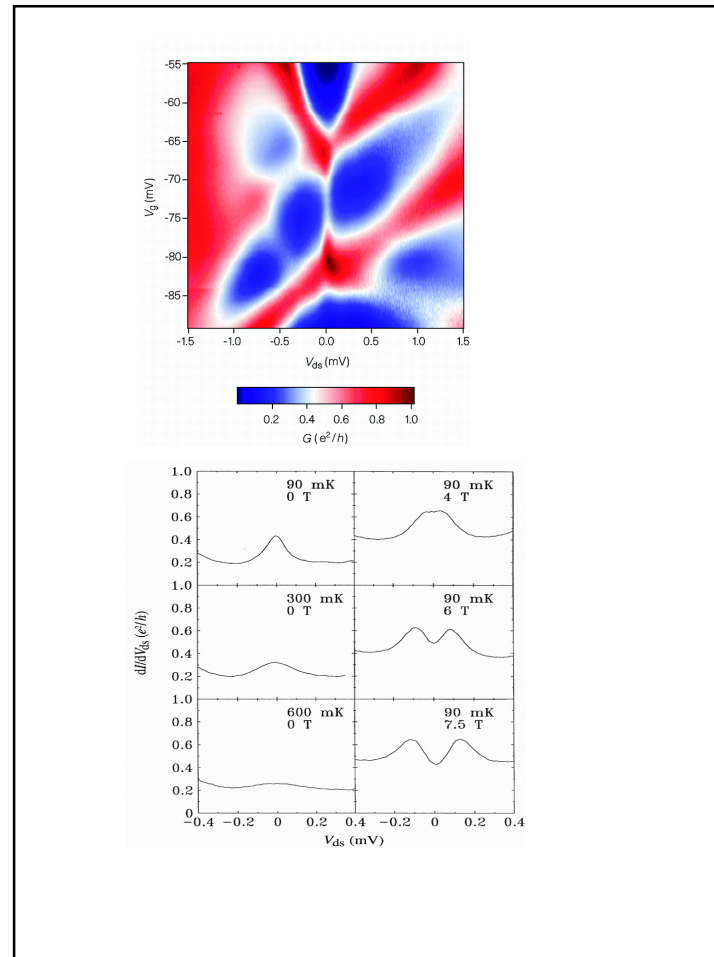 -55
-60
-65
-70
-75
-80
-85
V_g (mV)
-1.5 -1.0 -0.5 0.0 0.5 1.0 1.5
V_ds (mV)
0.2 0.4 0.6 0.8 1.0
G (e²/h)
1.0
0.8
0.6
0.4
0.2
1.0
0.8
0.6
0.4
0.2
1.0
0.8
0.6
0.4
0.2
0
dI/dV_ds (e²/h)
90 mK
0 T
90 mK
4 T
300 mK
0 T
90 mK
6 T
600 mK
0 T
90 mK
7.5 T
−0.4 −0.2 0 0.2 0.4 −0.2 0 0.2 0.4
V_ds (mV)